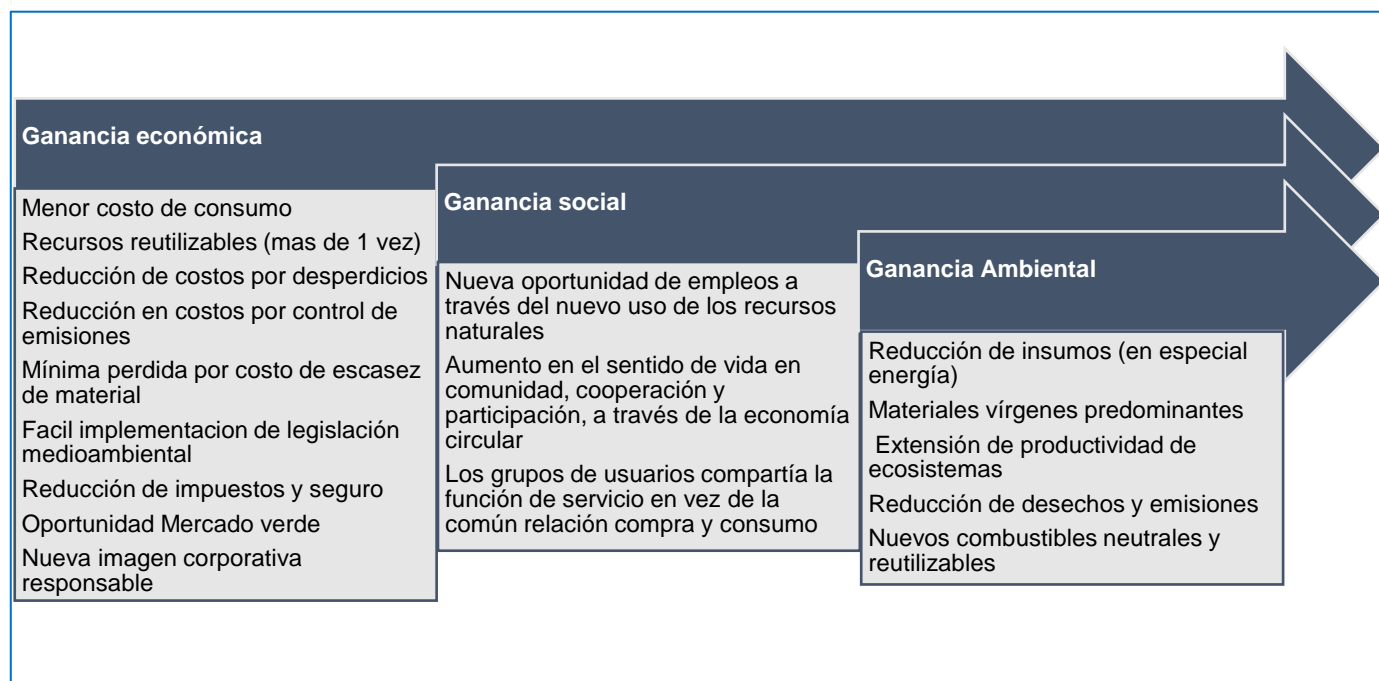 Ganancia económica
Menor costo de consumo
Recursos reutilizables (mas de 1 vez)
Reducción de costos por desperdicios
Reducción en costos por control de
emisiones
Mínima perdida por costo de escasez
de material
Facil implementacion de legislación
medioambiental
Reducción de impuestos y seguro
Oportunidad Mercado verde
Nueva imagen corporativa
responsable
Ganancia social
Nueva oportunidad de empleos a
través del nuevo uso de los recursos
naturales
Aumento en el sentido de vida en
comunidad, cooperación y
participación, a través de la economía
circular
Los grupos de usuarios compartía la
función de servicio en vez de la
común relación compra y consumo
Ganancia Ambiental
Reducción de insumos (en especial
energía)
Materiales vírgenes predominantes
Extensión de productividad de
ecosistemas
Reducción de desechos y emisiones
Nuevos combustibles neutrales y
reutilizables